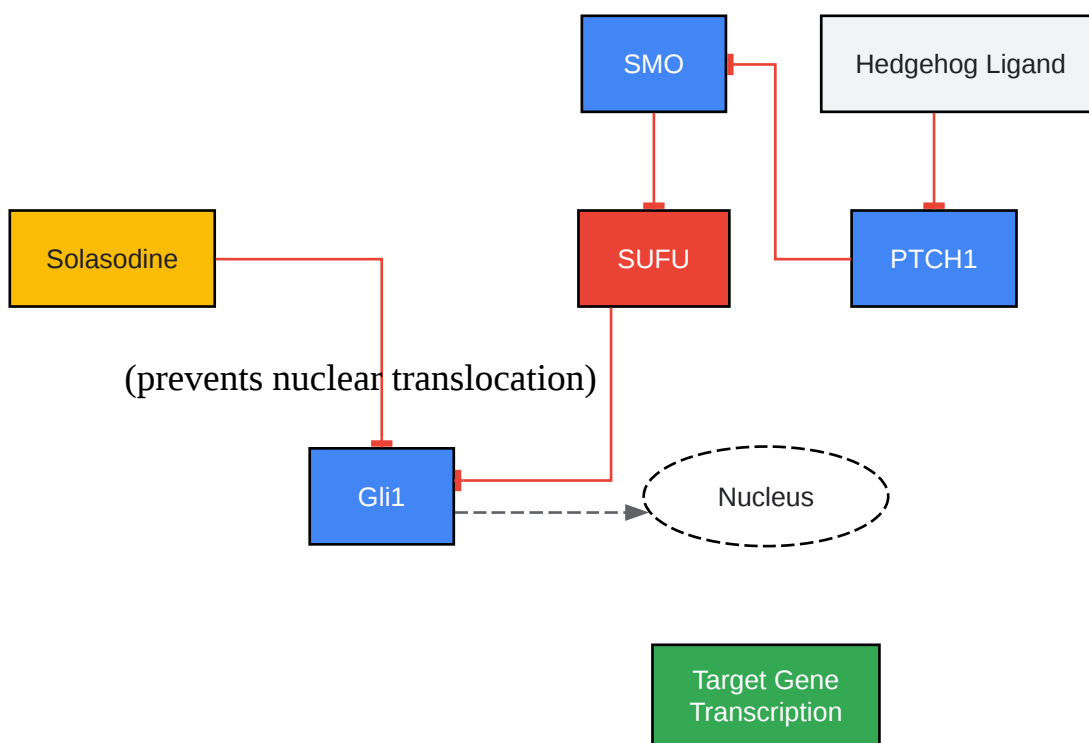 SMO
Hedgehog Ligand
Solasodine
SUFU
PTCH1
(prevents nuclear translocation)
Gli1
Nucleus
Target Gene
Transcription